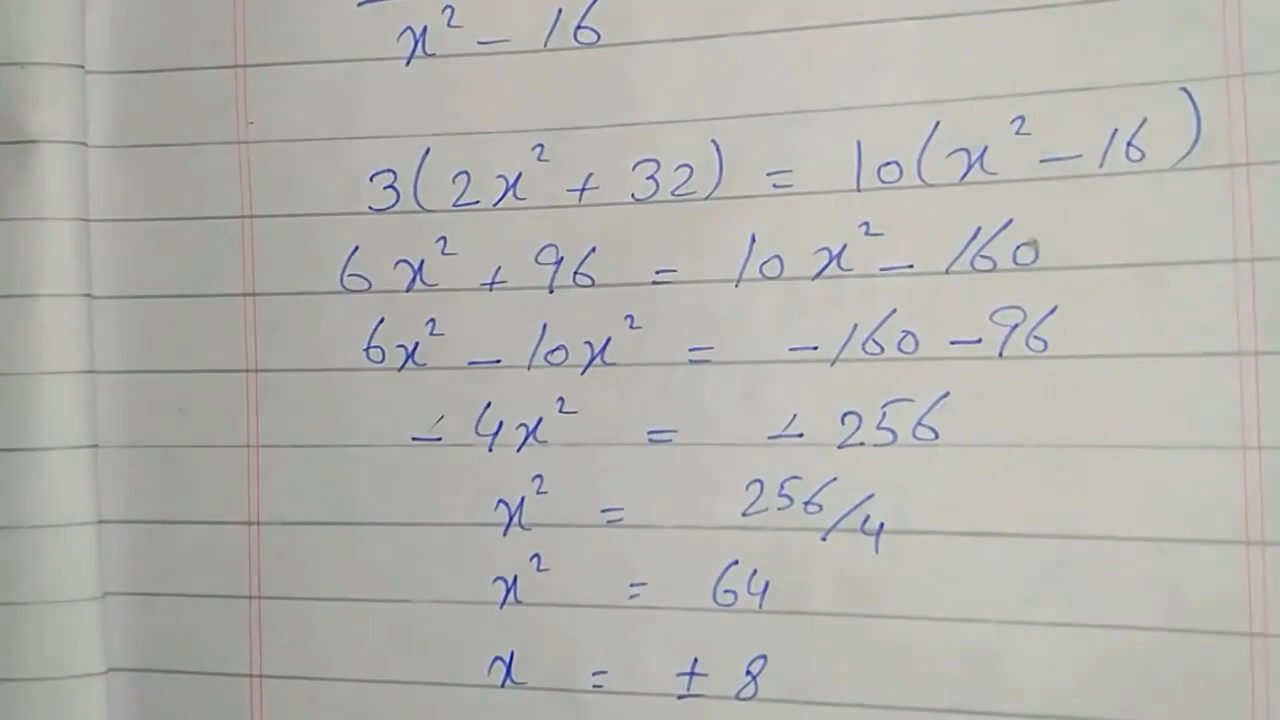 x² - 16
3(2x² + 32) = 10(x² - 16)
6x² + 96 = 10x² - 160
6x² - 10x² = -160 - 96
- 4x² = - 256
x² = 256/4
x² = 64
x = ± 8